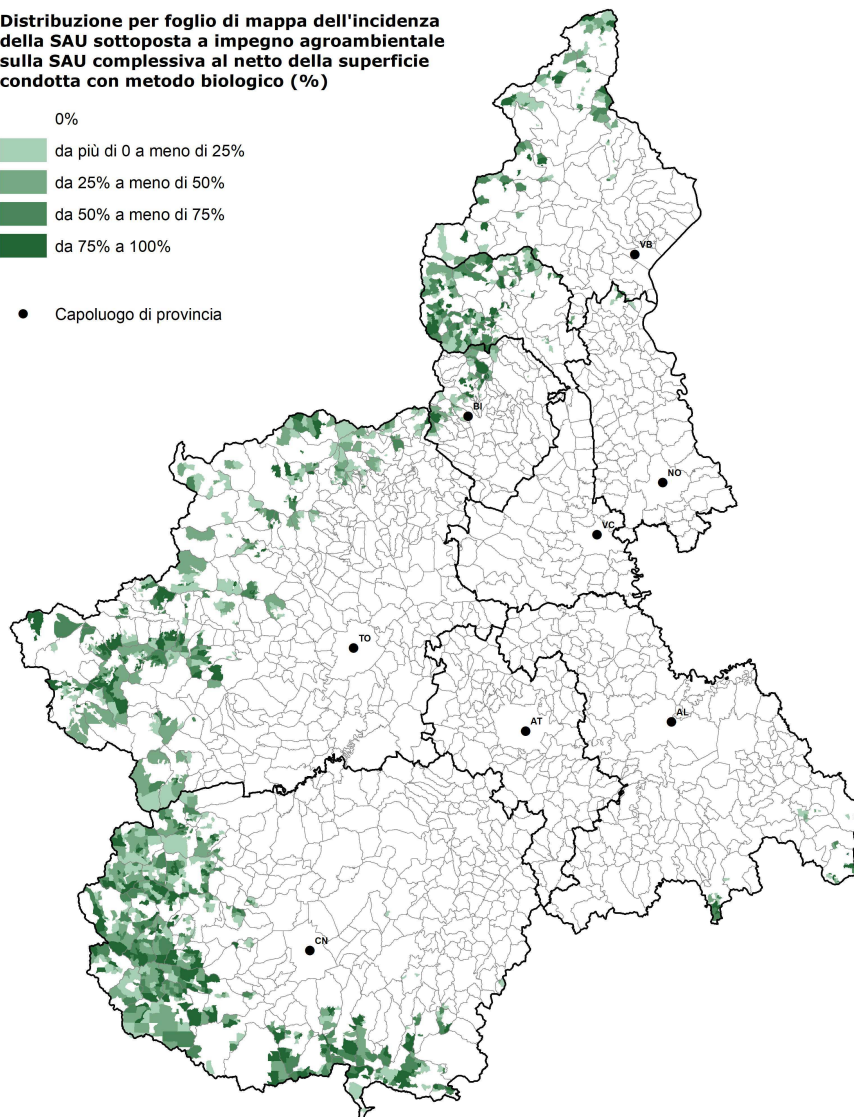 Distribuzione per foglio di mappa dell'incidenza
della SAU sottoposta a impegno agroambientale
sulla SAU complessiva al netto della superficie
condotta con metodo biologico (%)
0%
da più di 0 a meno di 25%
da 25% a meno di 50%
da 50% a meno di 75%
da 75% a 100%
Capoluogo di provincia
VB
BI
NO
VC
TO
AL
AT
CN